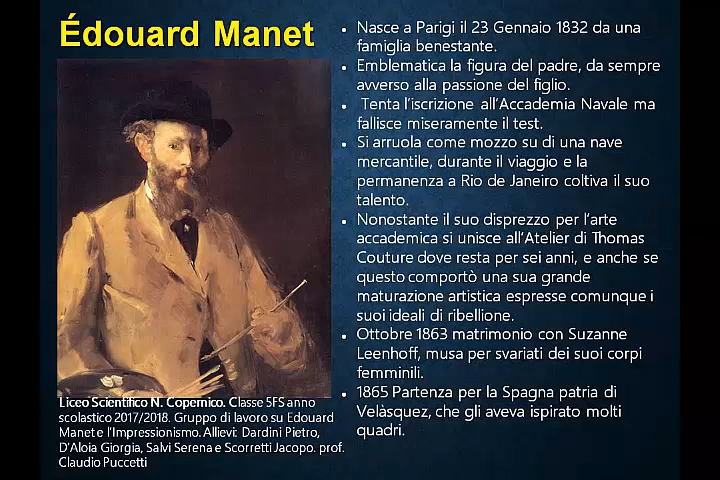 Édouard Manet
• Nasce a Parigi il 23 Gennaio 1832 da una
famiglia benestante.
• Emblematica la figura del padre, da sempre
avverso alla passione del figlio.
• Tenta l'iscrizione all'Accademia Navale ma
fallisce miseramente il test.
• Si arruola come mozzo su di una nave
mercantile, durante il viaggio e la
permanenza a Rio de Janeiro coltiva il suo
talento.
• Nonostante il suo disprezzo per l'arte
accademica si unisce all'Atelier di Thomas
Couture dove resta per sei anni, e anche se
questo comportò una sua grande
maturazione artistica espresse comunque i
suoi ideali di ribellione.
• Ottobre 1863 matrimonio con Suzanne
Leenhoff, musa per svariati dei suoi corpi
femminili.
• 1865 Partenza per la Spagna patria di
Velàsquez, che gli aveva ispirato molti
quadri.
Liceo Scientifico N. Copernico. Classe 5FS anno
scolastico 2017/2018. Gruppo di lavoro su Edouard
Manet e l'Impressionismo. Allievi: Dardini Pietro,
D'Aloia Giorgia, Salvi Serena e Scorretti Jacopo. prof.
Claudio Puccetti